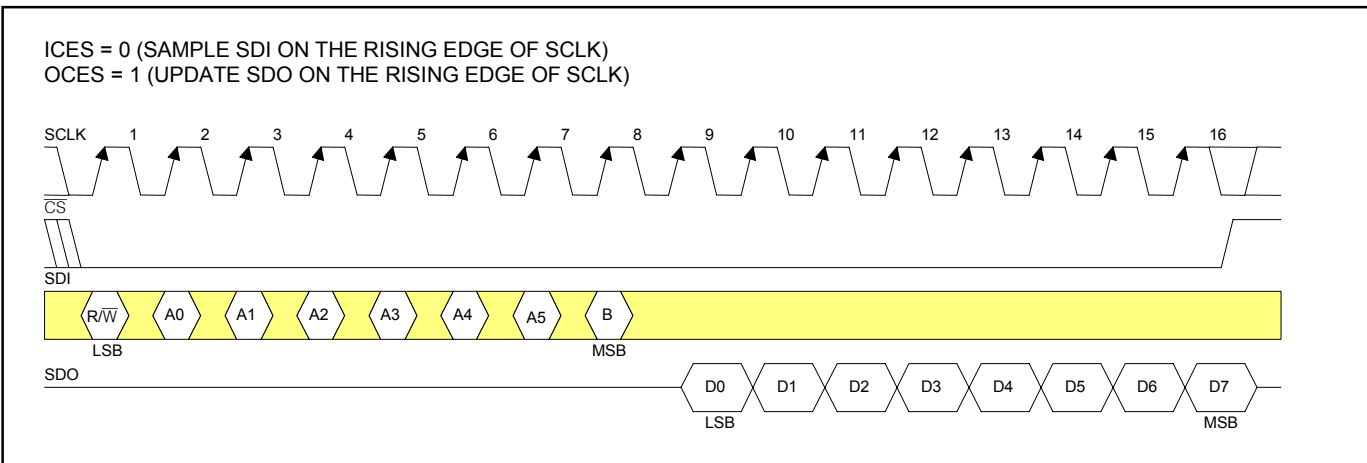 ICES = 0 (SAMPLE SDI ON THE RISING EDGE OF SCLK)
OCES = 1 (UPDATE SDO ON THE RISING EDGE OF SCLK)
SCLK 1 2 3 4 5 6 7 8 9 10 11 12 13 14 15 16
C̅S̅
SDI
R/W̅ A0 A1 A2 A3 A4 A5 B
LSB MSB
SDO
D0 D1 D2 D3 D4 D5 D6 D7
LSB MSB